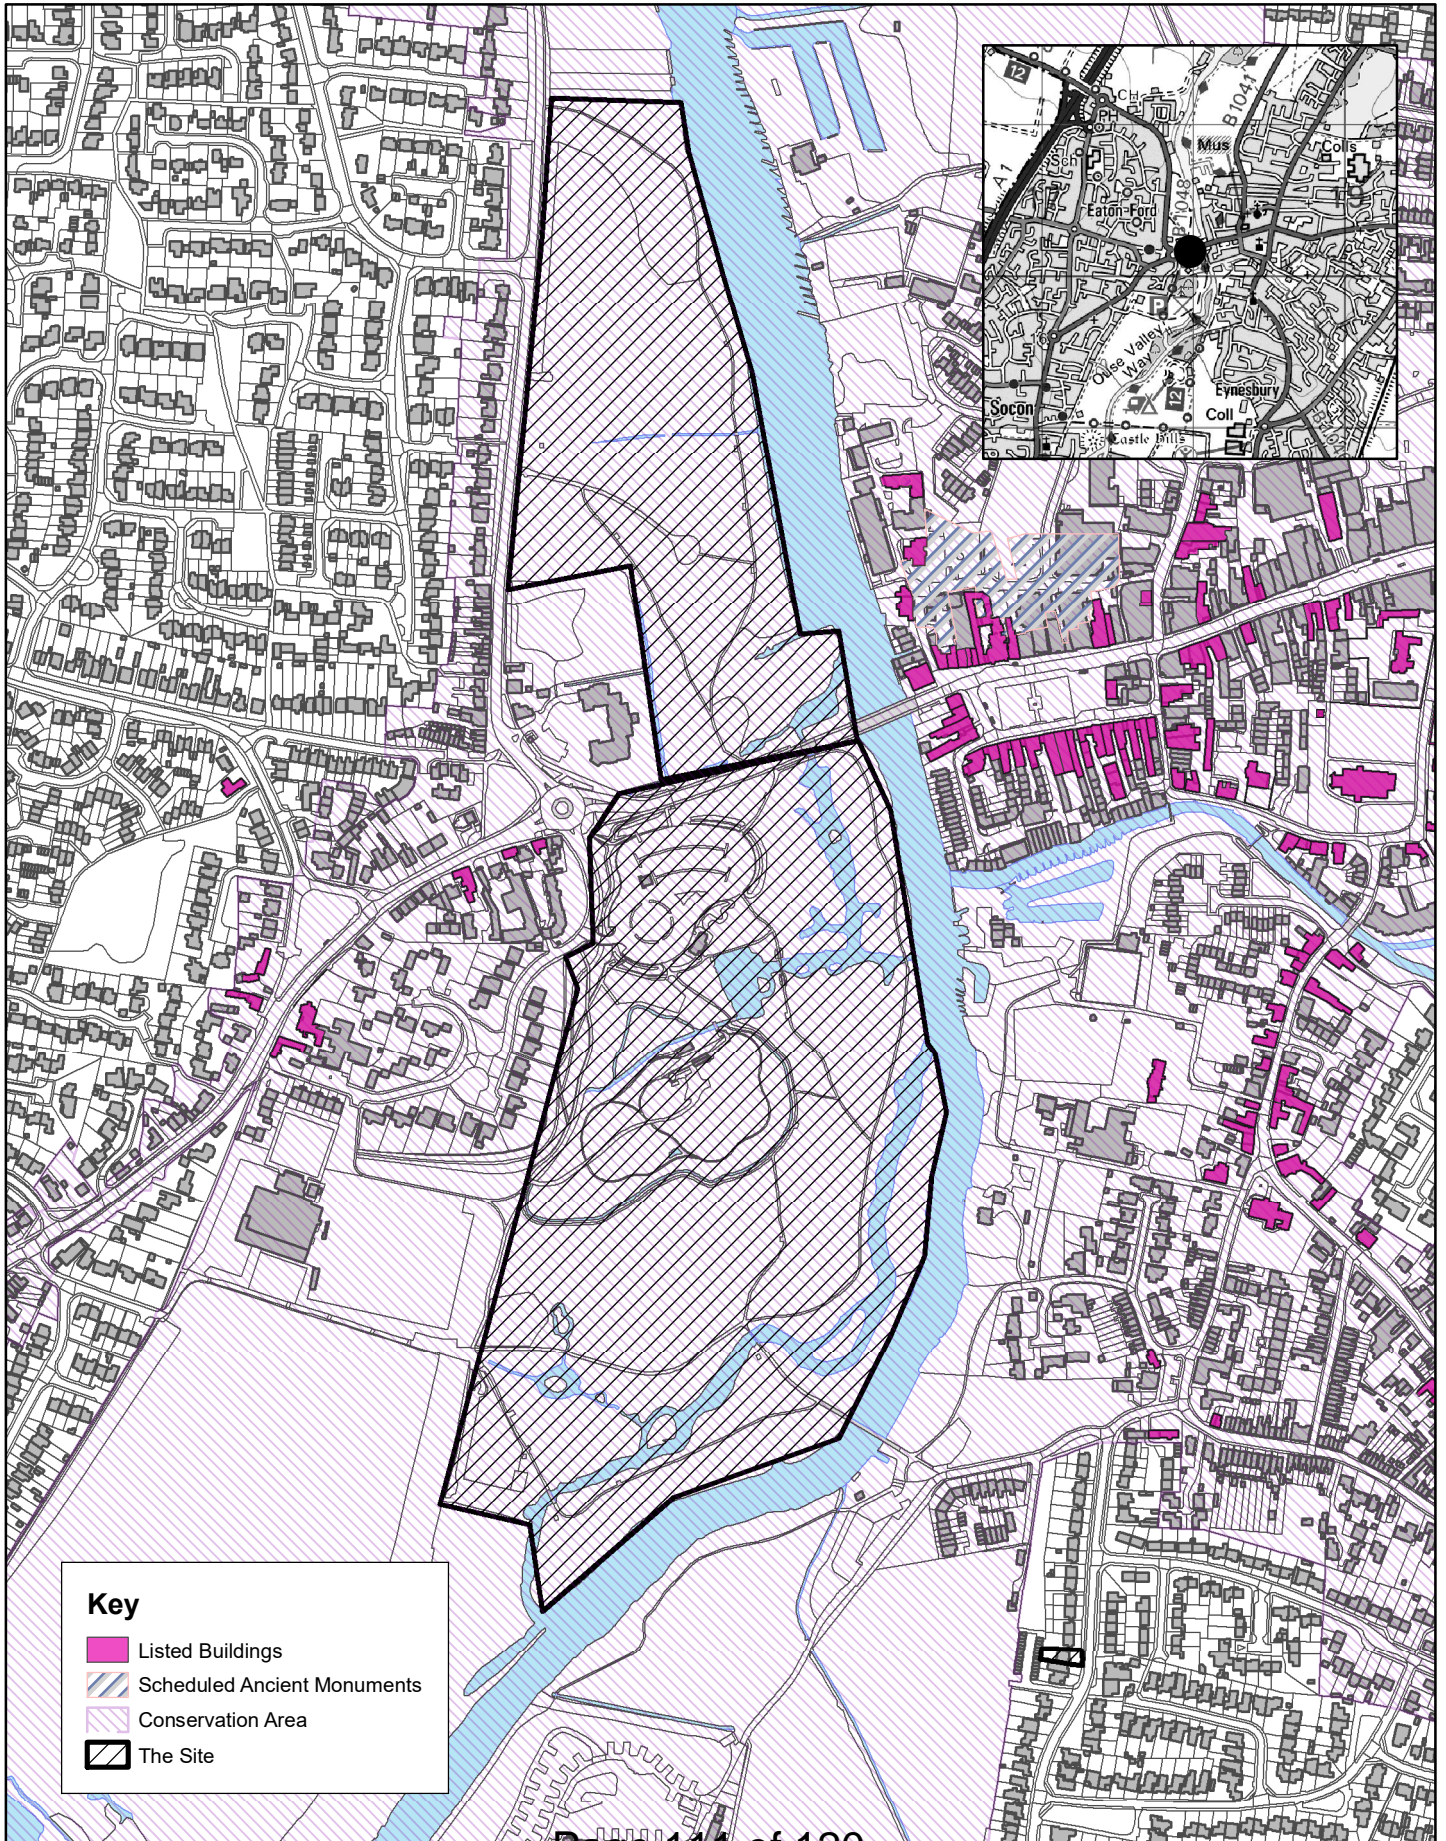 12
CH
PH
B1041
Mus
Colls
Sch
A1
B1048
Eaton Ford
P
Ouse Valley
Way
12
Socon
Eynesbury
Coll
Castle Hills
Key
Listed Buildings
Scheduled Ancient Monuments
Conservation Area
The Site